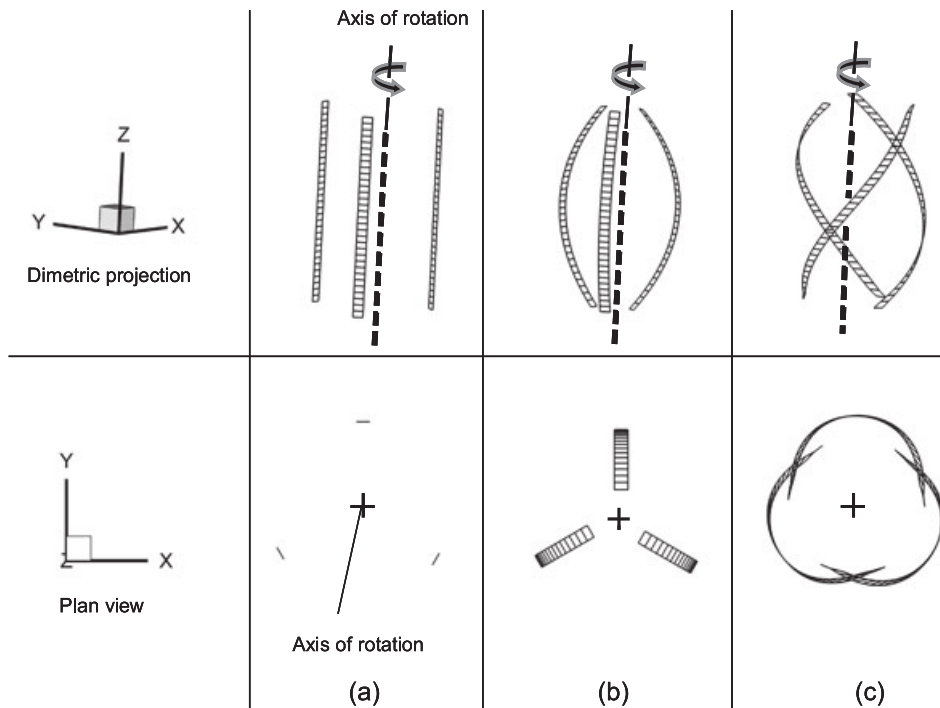 Axis of rotation
Z
Y
X
Dimetric projection
Y
Z
X
Plan view
Axis of rotation
(a)
(b)
(c)